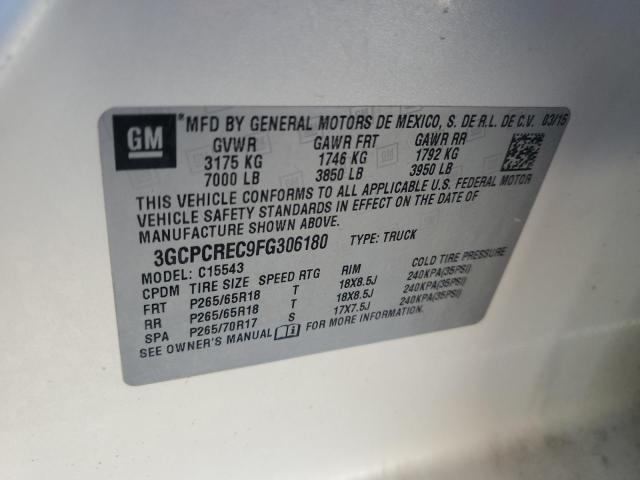 GM
*MFD BY GENERAL MOTORS DE MEXICO, S. DE R.L. DE C.V. 03/15
GVWR GAWR FRT GAWR RR
3175 KG 1746 KG 1792 KG
7000 LB 3850 LB 3950 LB
THIS VEHICLE CONFORMS TO ALL APPLICABLE U.S. FEDERAL MOTOR
VEHICLE SAFETY STANDARDS IN EFFECT ON THE DATE OF
MANUFACTURE SHOWN ABOVE.
3GCPCREC9FG306180 TYPE: TRUCK
MODEL: C15543
CPDM TIRE SIZE SPEED RTG RIM COLD TIRE PRESSURE
FRT P265/65R18 T 18X8.5J 240KPA(35PSI)
RR P265/65R18 T 18X8.5J 240KPA(35PSI)
SPA P265/70R17 S 17X7.5J 240KPA(35PSI)
SEE OWNER'S MANUAL FOR MORE INFORMATION.